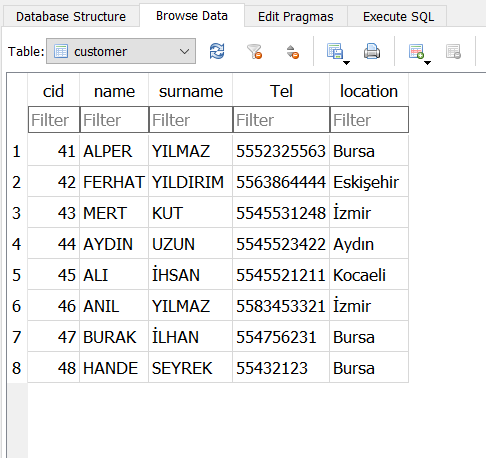 Database Structure Browse Data Edit Pragmas Execute SQL
Table: customer
cid name surname Tel location
Filter Filter Filter Filter Filter
1 41 ALPER YILMAZ 5552325563 Bursa
2 42 FERHAT YILDIRIM 5563864444 Eskişehir
3 43 MERT KUT 5545531248 İzmir
4 44 AYDIN UZUN 5545523422 Aydın
5 45 ALI İHSAN 5545521211 Kocaeli
6 46 ANIL YILMAZ 5583453321 İzmir
7 47 BURAK İLHAN 554756231 Bursa
8 48 HANDE SEYREK 55432123 Bursa